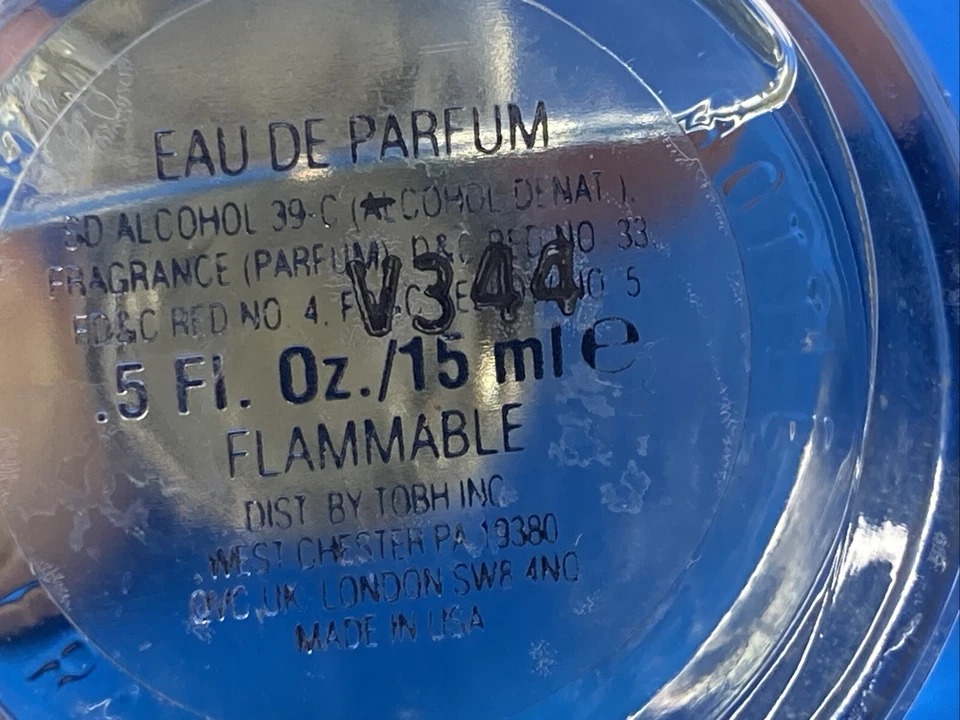 EAU DE PARFUM
SD ALCOHOL 39-C (ALCOHOL DENAT.),
FRAGRANCE (PARFUM), D&C RED NO 33,
FD&C RED NO. 4, NO 5
V344
.5 Fl. Oz./15 ml ℮
FLAMMABLE
DIST BY TOBH INC
WEST CHESTER PA 19380
QVC UK LONDON SW8 4NQ
MADE IN USA